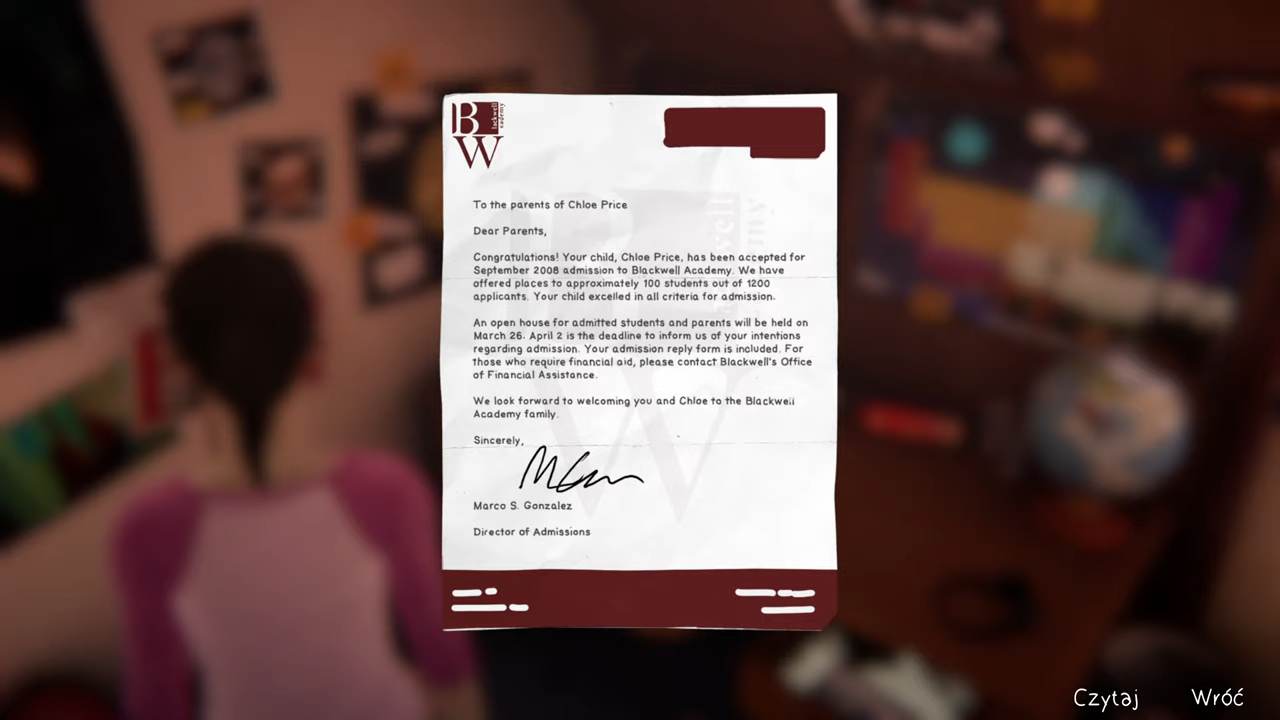 BW
Blackwell
academy
To the parents of Chloe Price
Dear Parents,
Congratulations! Your child, Chloe Price, has been accepted for
September 2008 admission to Blackwell Academy. We have
offered places to approximately 100 students out of 1200
applicants. Your child excelled in all criteria for admission.
An open house for admitted students and parents will be held on
March 26. April 2 is the deadline to inform us of your intentions
regarding admission. Your admission reply form is included. For
those who require financial aid, please contact Blackwell's Office
of Financial Assistance.
We look forward to welcoming you and Chloe to the Blackwell
Academy family.
Sincerely,
Marco S. Gonzalez
Director of Admissions
Czytaj Wróć